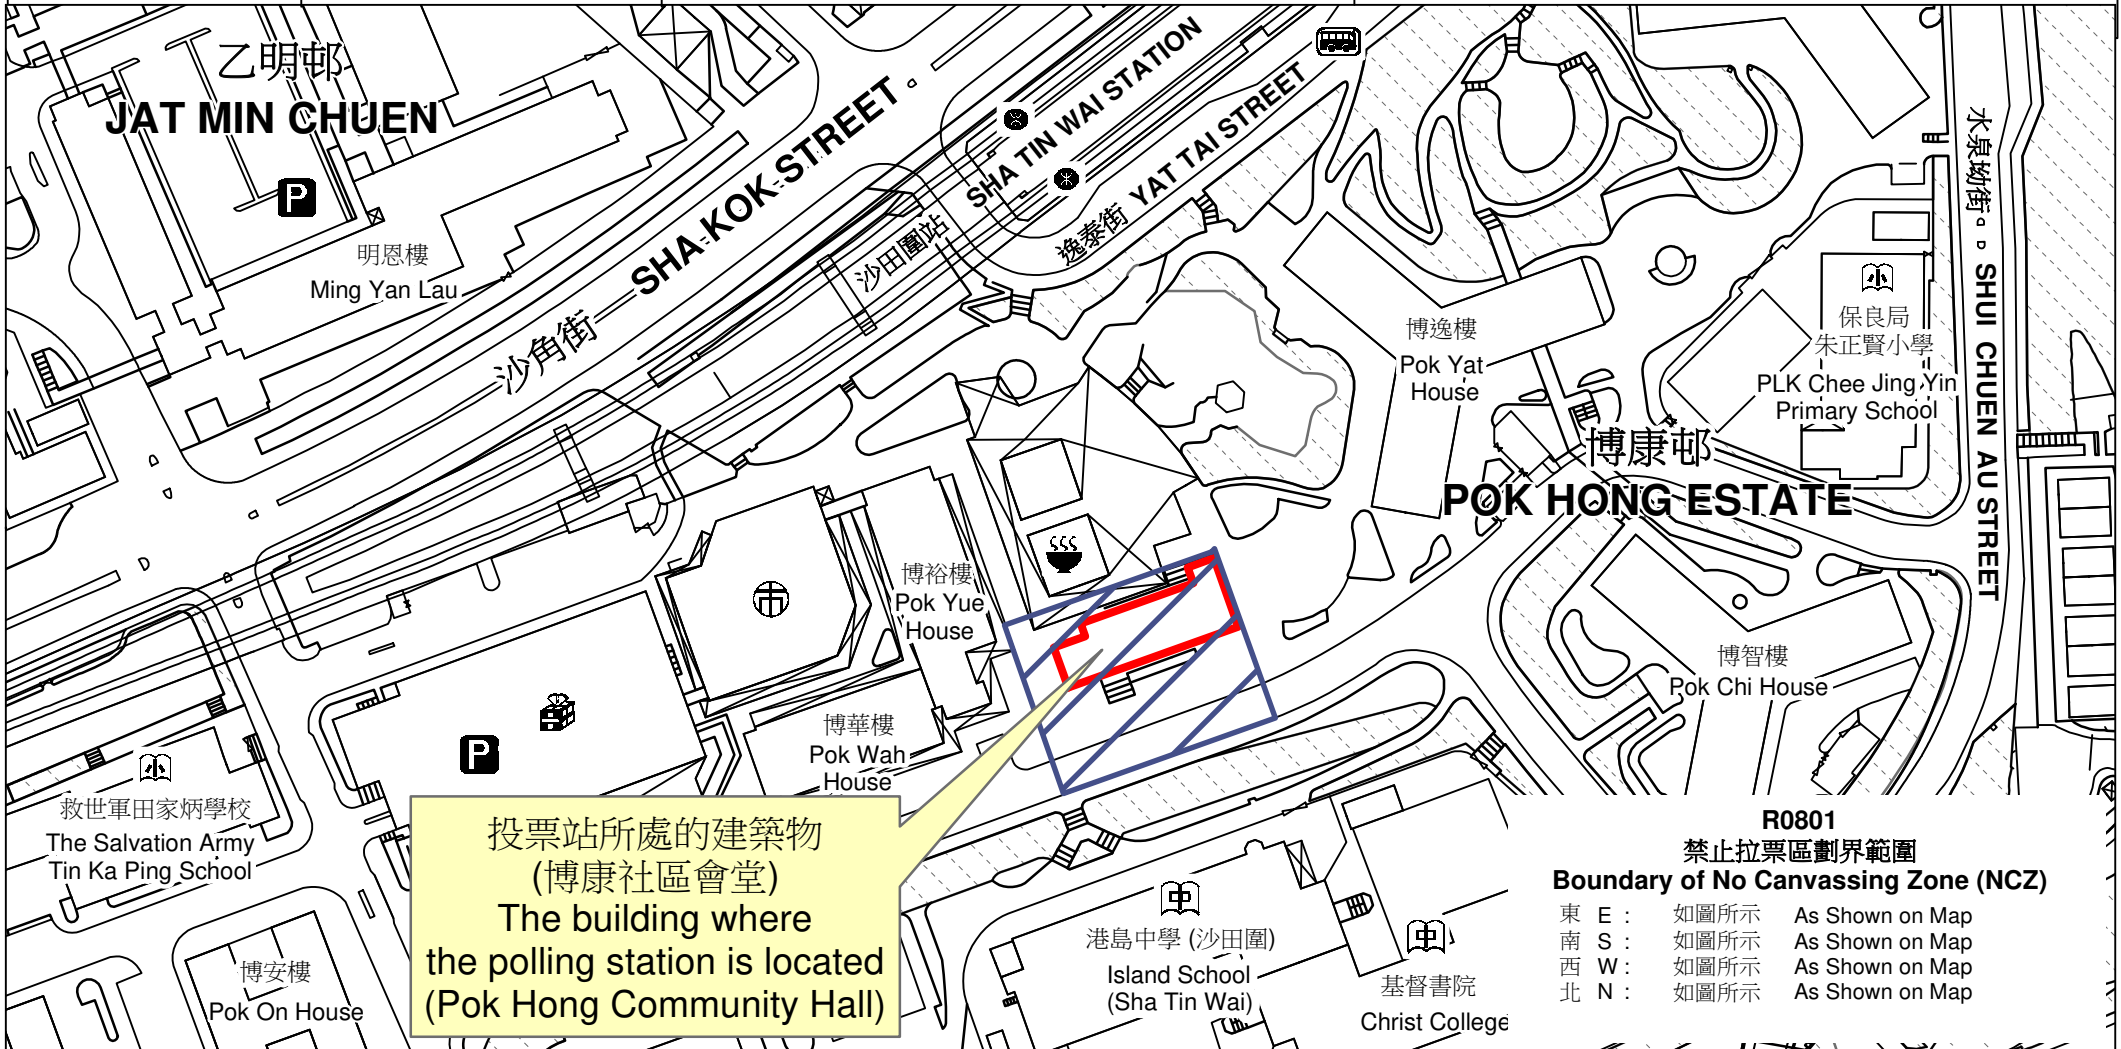 乙明邨
JAT MIN CHUEN
P
明恩樓
Ming Yan Lau
沙角街 SHA KOK STREET
沙田圍站 SHA TIN WAI STATION
逸泰街 YAT TAI STREET
水泉坳街 SHUI CHUEN AU STREET
保良局
朱正賢小學
PLK Chee Jing Yin
Primary School
博逸樓
Pok Yat
House
博康邨
POK HONG ESTATE
博裕樓
Pok Yue
House
市
博智樓
Pok Chi House
博華樓
Pok Wah
House
P
小
救世軍田家炳學校
The Salvation Army
Tin Ka Ping School
博安樓
Pok On House
投票站所處的建築物
(博康社區會堂)
The building where
the polling station is located
(Pok Hong Community Hall)
中
港島中學 (沙田圍)
Island School
(Sha Tin Wai)
中
基督書院
Christ College
R0801
禁止拉票區劃界範圍
Boundary of No Canvassing Zone (NCZ)
東 E : 如圖所示 As Shown on Map
南 S : 如圖所示 As Shown on Map
西 W : 如圖所示 As Shown on Map
北 N : 如圖所示 As Shown on Map